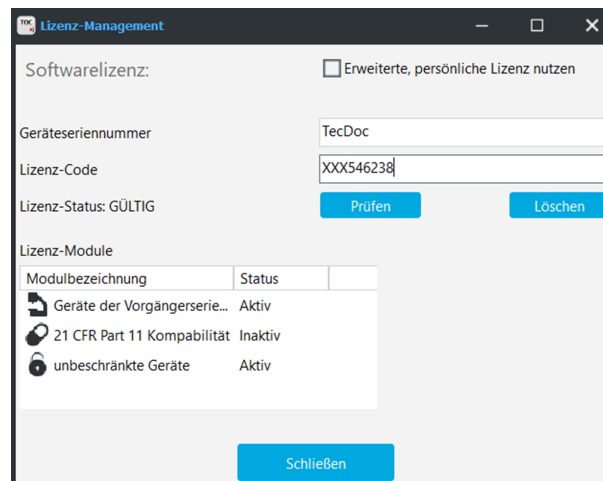 TOC
Lizenz-Management
Softwarelizenz:
Erweiterte, persönliche Lizenz nutzen
Geräteseriennummer
TecDoc
Lizenz-Code
XXX546238
Lizenz-Status: GÜLTIG
Prüfen
Löschen
Lizenz-Module
Modulbezeichnung Status
Geräte der Vorgängerserie... Aktiv
21 CFR Part 11 Kompabilität Inaktiv
unbeschränkte Geräte Aktiv
Schließen